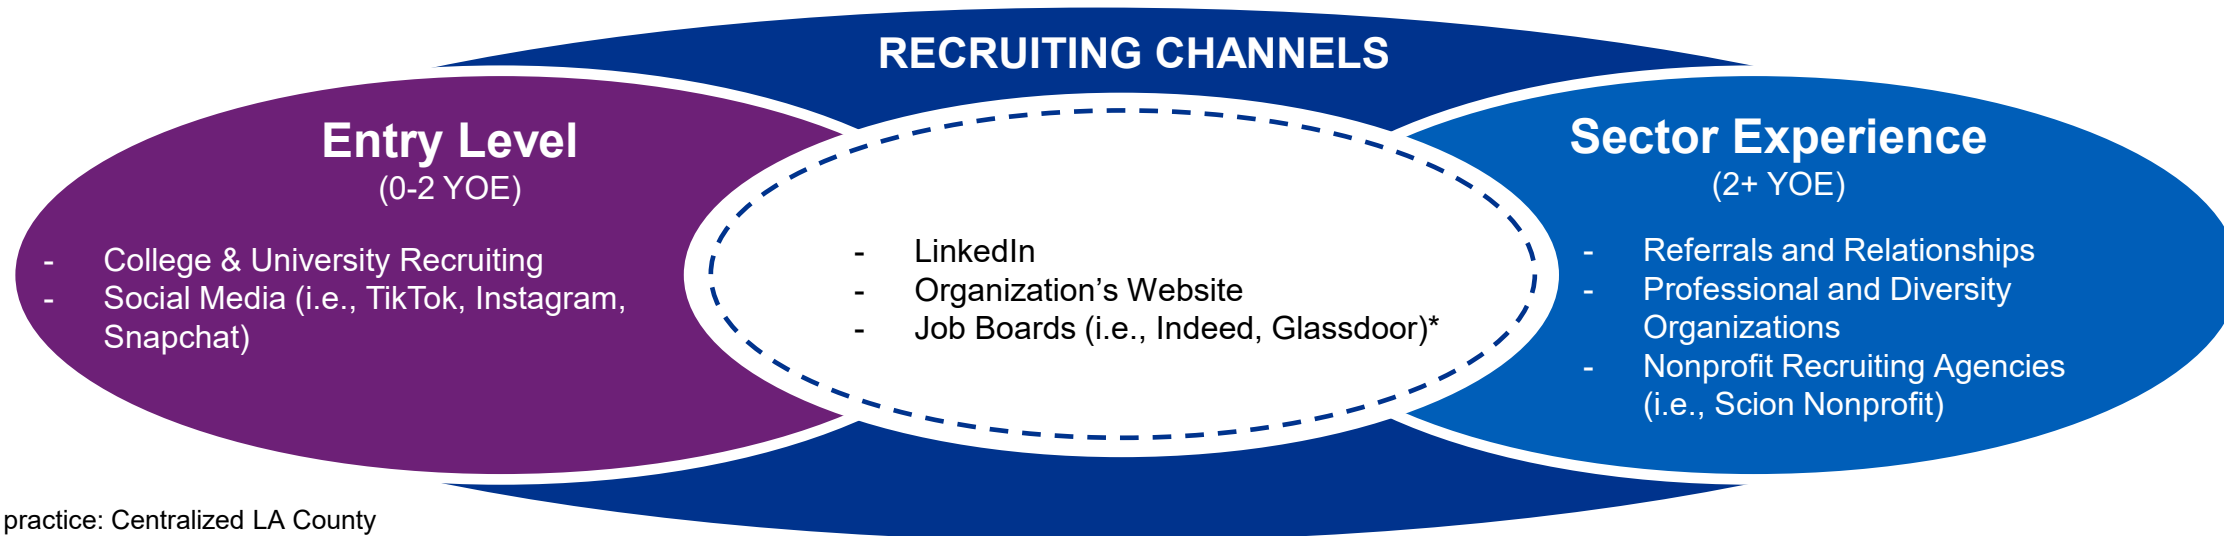 RECRUITING CHANNELS
Entry Level
(0-2 YOE)
- College & University Recruiting
- Social Media (i.e., TikTok, Instagram,
Snapchat)
- LinkedIn
- Organization's Website
- Job Boards (i.e., Indeed, Glassdoor)*
Sector Experience
(2+ YOE)
- Referrals and Relationships
- Professional and Diversity
Organizations
- Nonprofit Recruiting Agencies
(i.e., Scion Nonprofit)
practice: Centralized LA County